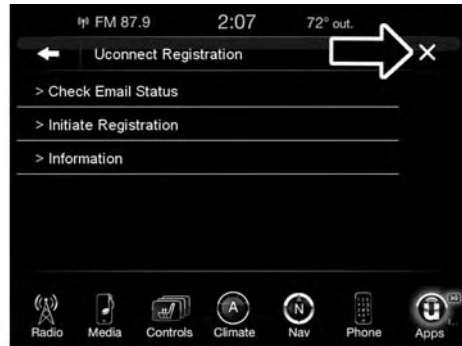 FM 87.9 2:07 72° out.
Uconnect Registration
> Check Email Status
> Initiate Registration
> Information
A N
Radio Media Controls Climate Nav Phone Apps